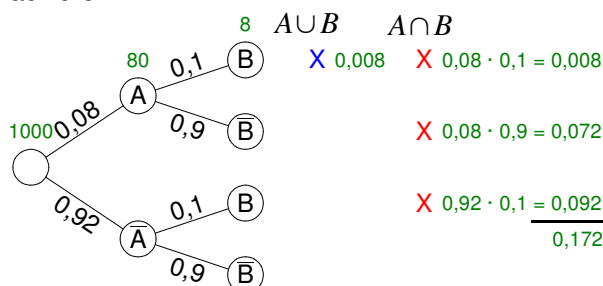 8 A∪B A∩B
80 0,1 B X 0,008 X 0,08 · 0,1 = 0,008
A
1000 0,08 0,9 B̅ X 0,08 · 0,9 = 0,072
0,92 0,1 B X 0,92 · 0,1 = 0,092
A̅ 0,172
0,9 B̅